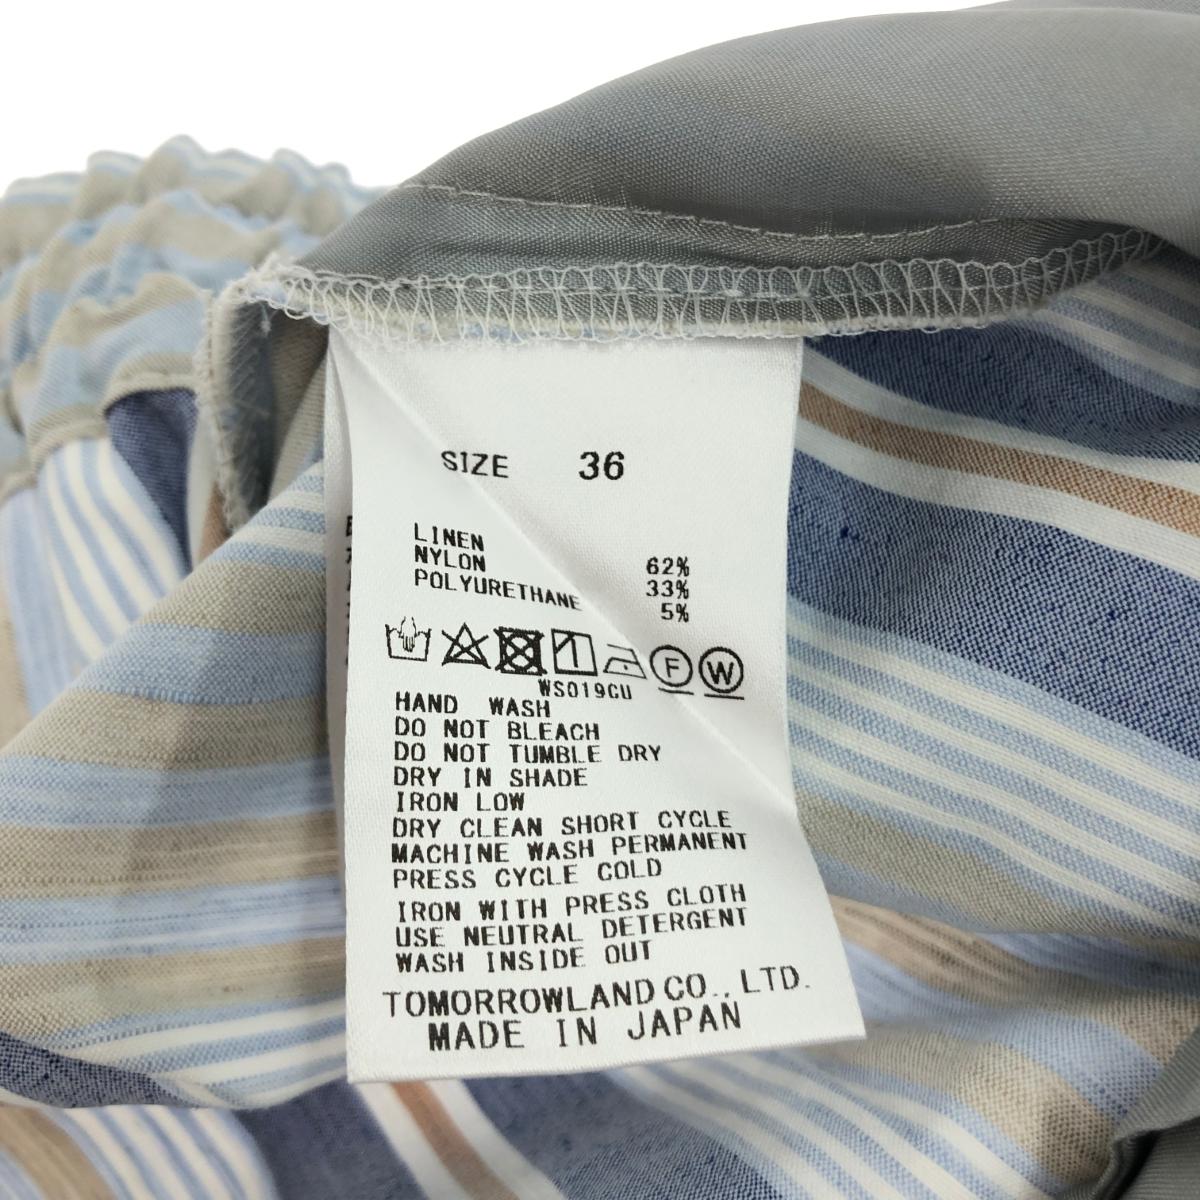 SIZE 36
LINEN 62%
NYLON 33%
POLYURETHANE 5%
F W
WS019CU
HAND WASH
DO NOT BLEACH
DO NOT TUMBLE DRY
DRY IN SHADE
IRON LOW
DRY CLEAN SHORT CYCLE
MACHINE WASH PERMANENT
PRESS CYCLE COLD
IRON WITH PRESS CLOTH
USE NEUTRAL DETERGENT
WASH INSIDE OUT
TOMORROWLAND CO., LTD.
MADE IN JAPAN